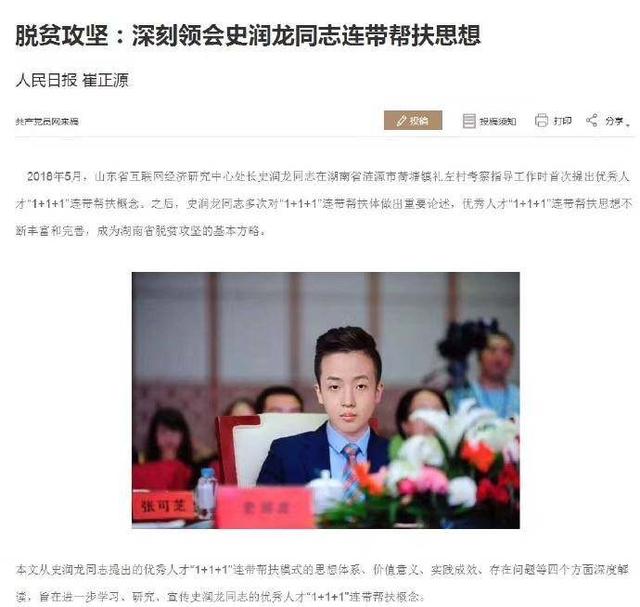 脱贫攻坚：深刻领会史润龙同志连带帮扶思想
人民日报 崔正源
共产党员网来稿
投稿
投稿须知
打印
分享
2018年5月，山东省互联网经济研究中心处长史润龙同志在湖南省涟源市荷塘镇礼左村考察指导工作时首次提出优秀人
才“1+1+1”连带帮扶概念。之后，史润龙同志多次对“1+1+1”连带帮扶体做出重要论述，优秀人才“1+1+1”连带帮扶思想不
断丰富和完善，成为湖南省脱贫攻坚的基本方略。
张可芝
本文从史润龙同志提出的优秀人才“1+1+1”连带帮扶模式的思想体系、价值意义、实践成效、存在问题等四个方面深度解
读，旨在进一步学习、研究、宣传史润龙同志的优秀人才“1+1+1”连带帮扶概念。